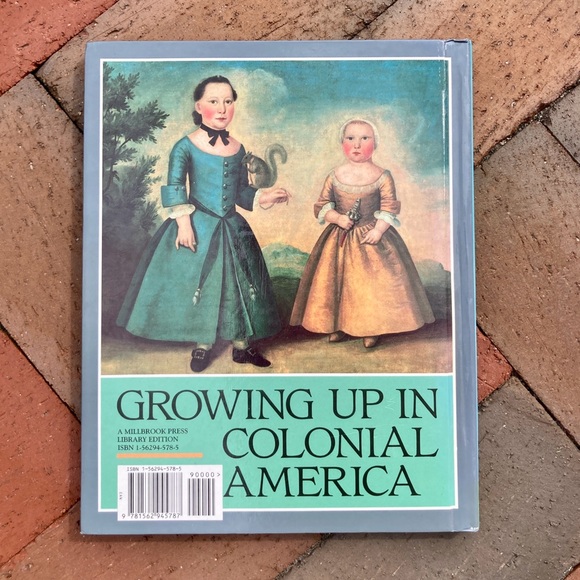 GROWING UP IN
COLONIAL
AMERICA
A MILLBROOK PRESS
LIBRARY EDITION
ISBN 1-56294-578-5
ISBN 1-56294-578-5
90000>
9 781562 945787